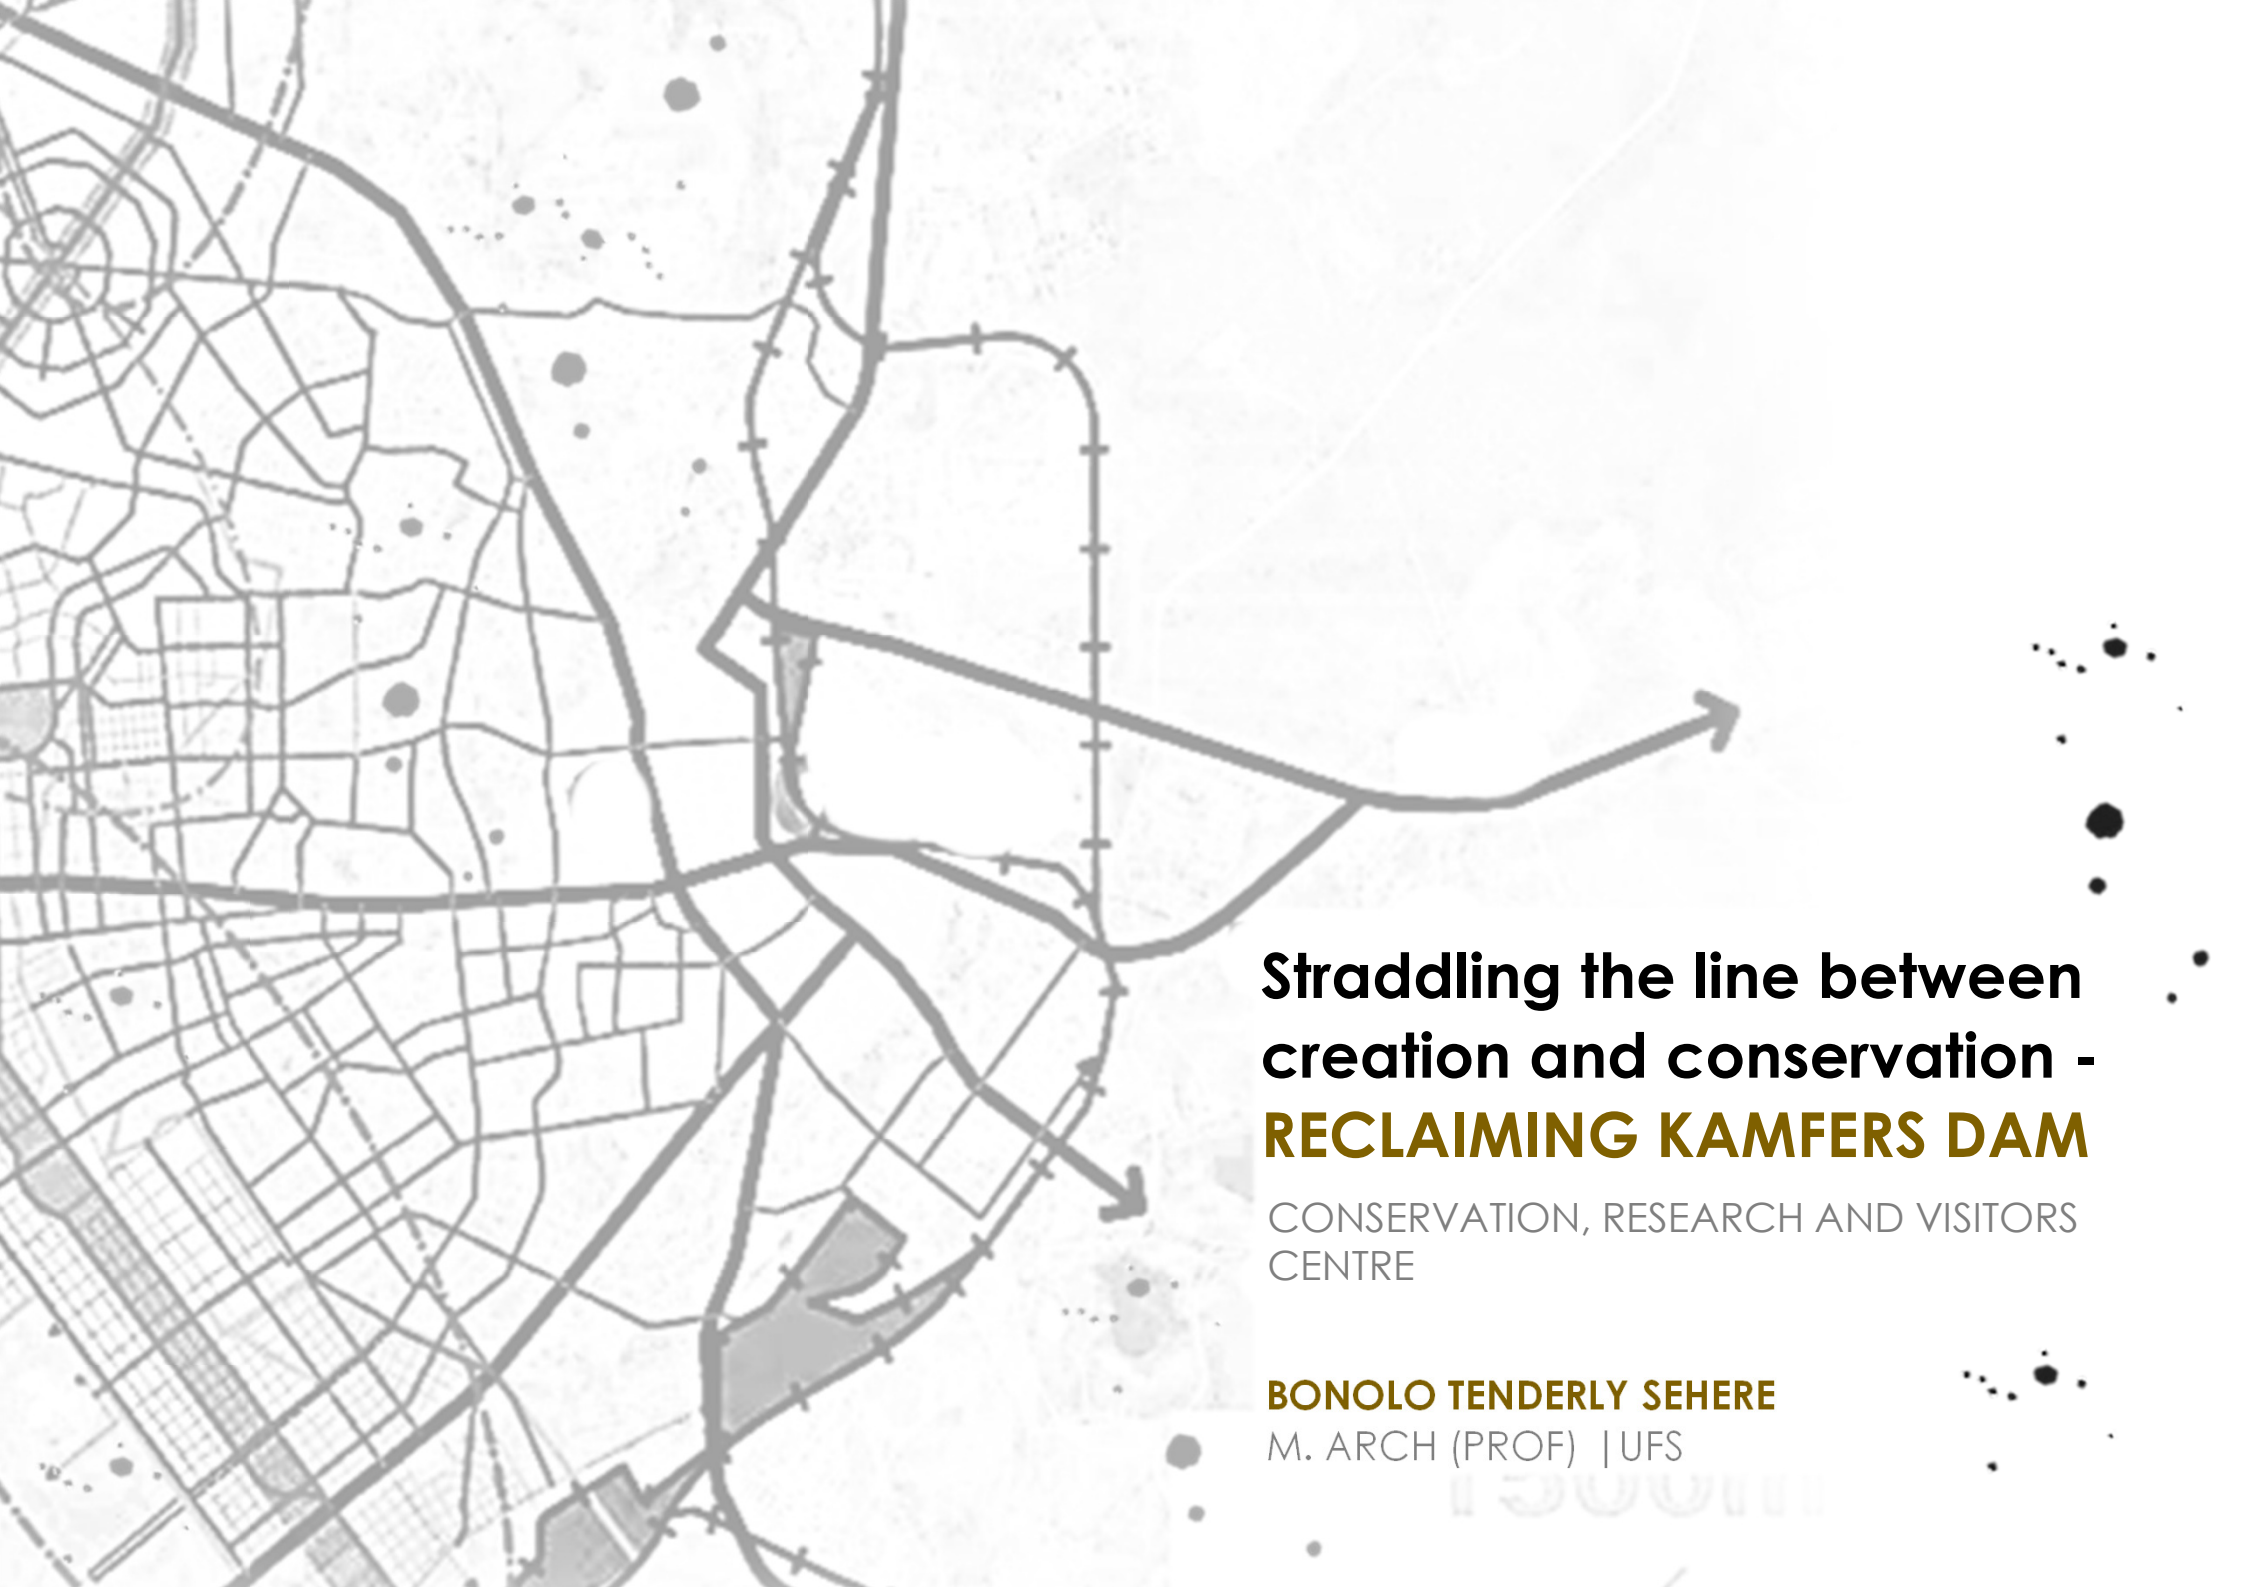 Straddling the line between
creation and conservation -
RECLAIMING KAMFERS DAM
CONSERVATION, RESEARCH AND VISITORS
CENTRE
BONOLO TENDERLY SEHERE
M. ARCH (PROF) |UFS